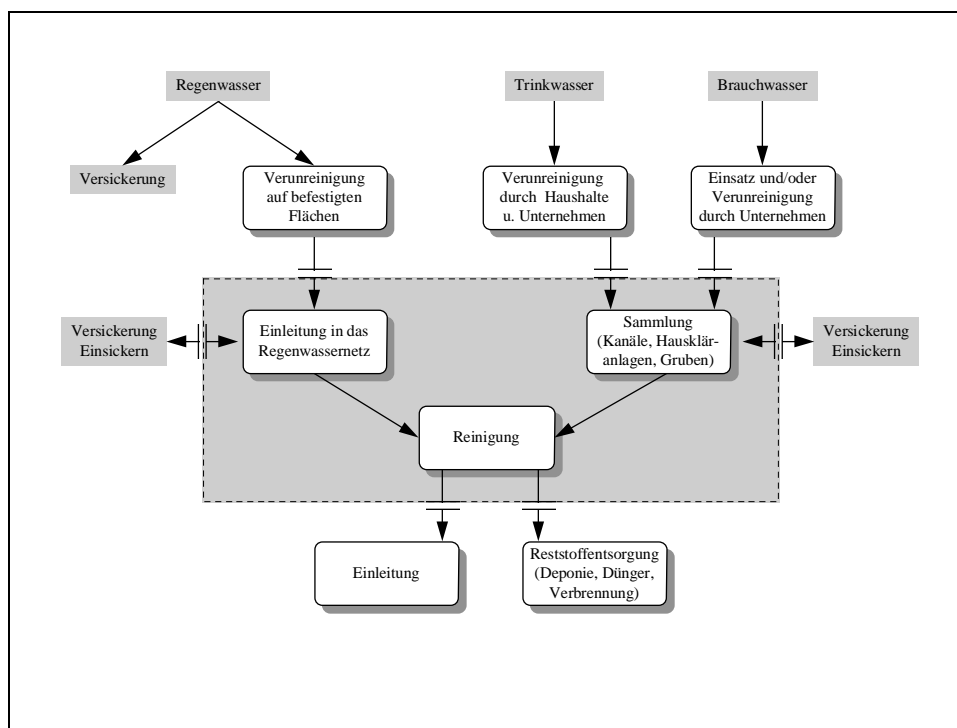 Regenwasser
Trinkwasser
Brauchwasser
Versickerung
Verunreinigung
auf befestigten
Flächen
Verunreinigung
durch Haushalte
u. Unternehmen
Einsatz und/oder
Verunreinigung
durch Unternehmen
Versickerung
Einsickern
Einleitung in das
Regenwassernetz
Sammlung
(Kanäle, Hausklär-
anlagen, Gruben)
Versickerung
Einsickern
Reinigung
Einleitung
Reststoffentsorgung
(Deponie, Dünger,
Verbrennung)